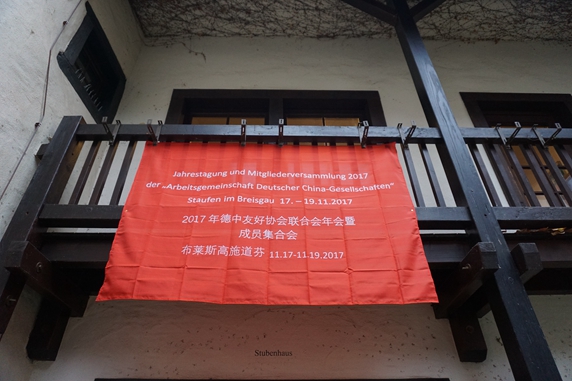 Jahrestagung und Mitgliederversammlung 2017
der „Arbeitsgemeinschaft Deutscher China-Gesellschaften“
Staufen im Breisgau 17. – 19.11.2017
2017 年德中友好协会联合会年会暨
成员集合会
布莱斯高施道芬 11.17-11.19.2017
Stubenhaus